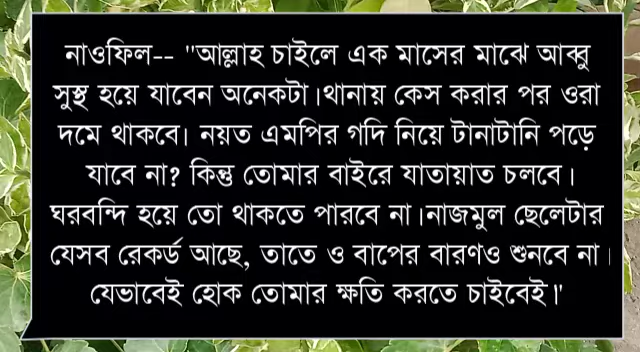 নাওফিল-- "আল্লাহ চাইলে এক মাসের মাঝে আব্বু
সুস্থ হয়ে যাবেন অনেকটা।থানায় কেস করার পর ওরা
দমে থাকবে। নয়ত এমপির গদি নিয়ে টানাটানি পড়ে
যাবে না? কিন্তু তোমার বাইরে যাতায়াত চলবে।
ঘরবন্দি হয়ে তো থাকতে পারবে না।নাজমুল ছেলেটার
যেসব রেকর্ড আছে, তাতে ও বাপের বারণও শুনবে না।
যেভাবেই হোক তোমার ক্ষতি করতে চাইবেই।"